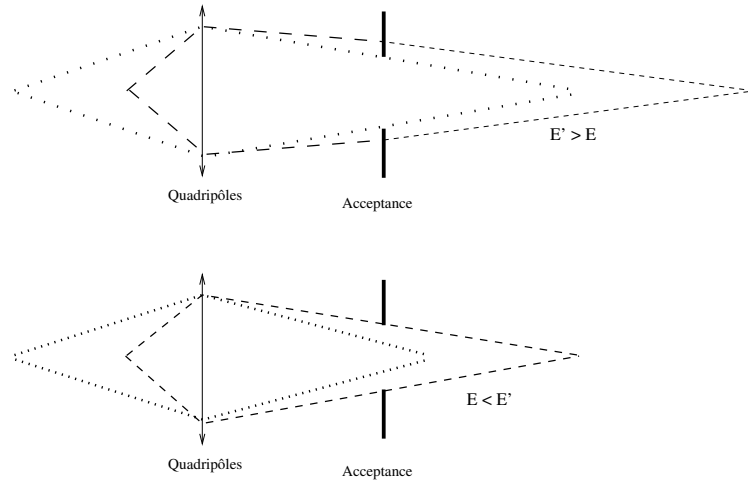 E' > E
Quadripôles
Acceptance
E < E'
Quadripôles
Acceptance